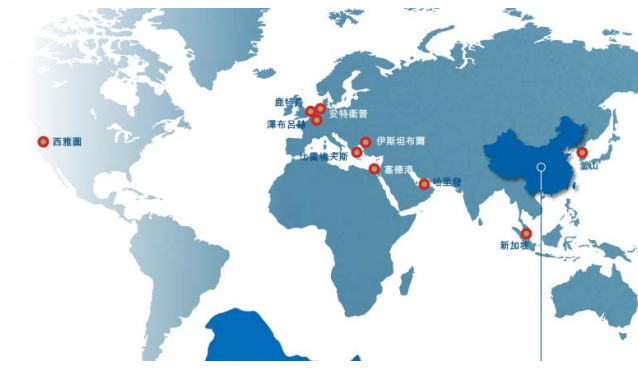 鹿特丹
安特衛普
澤布呂赫
西雅圖
伊斯坦布爾
比雷埃夫斯
塞德港
哈里發
釜山
新加坡